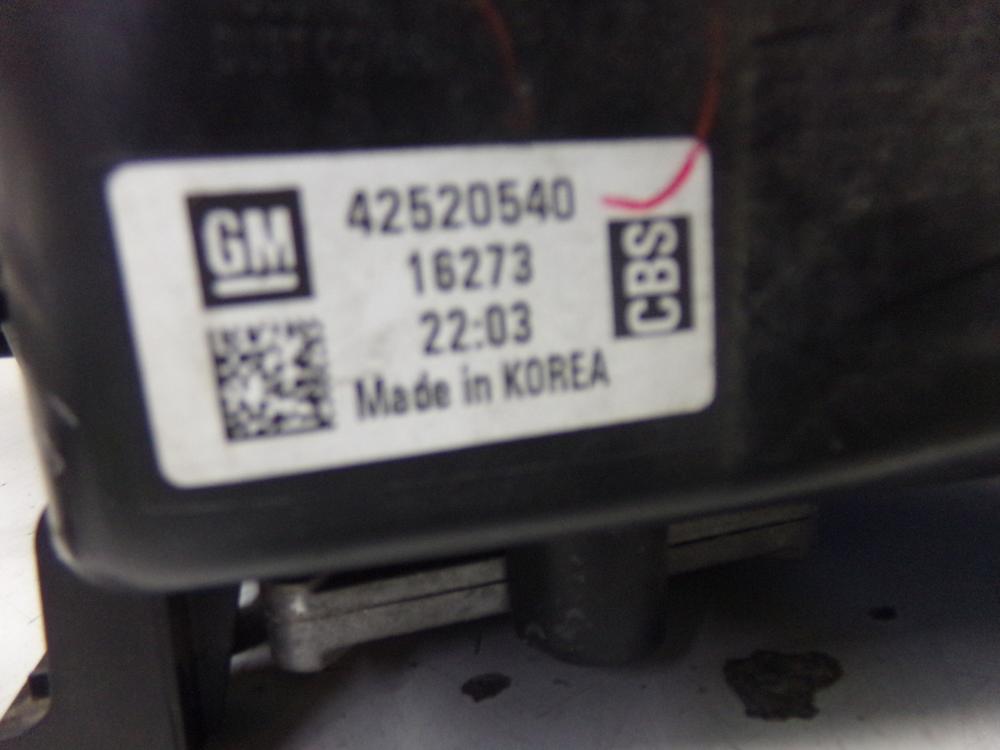 GM
42520540
16273
22:03
Made in KOREA
CBS